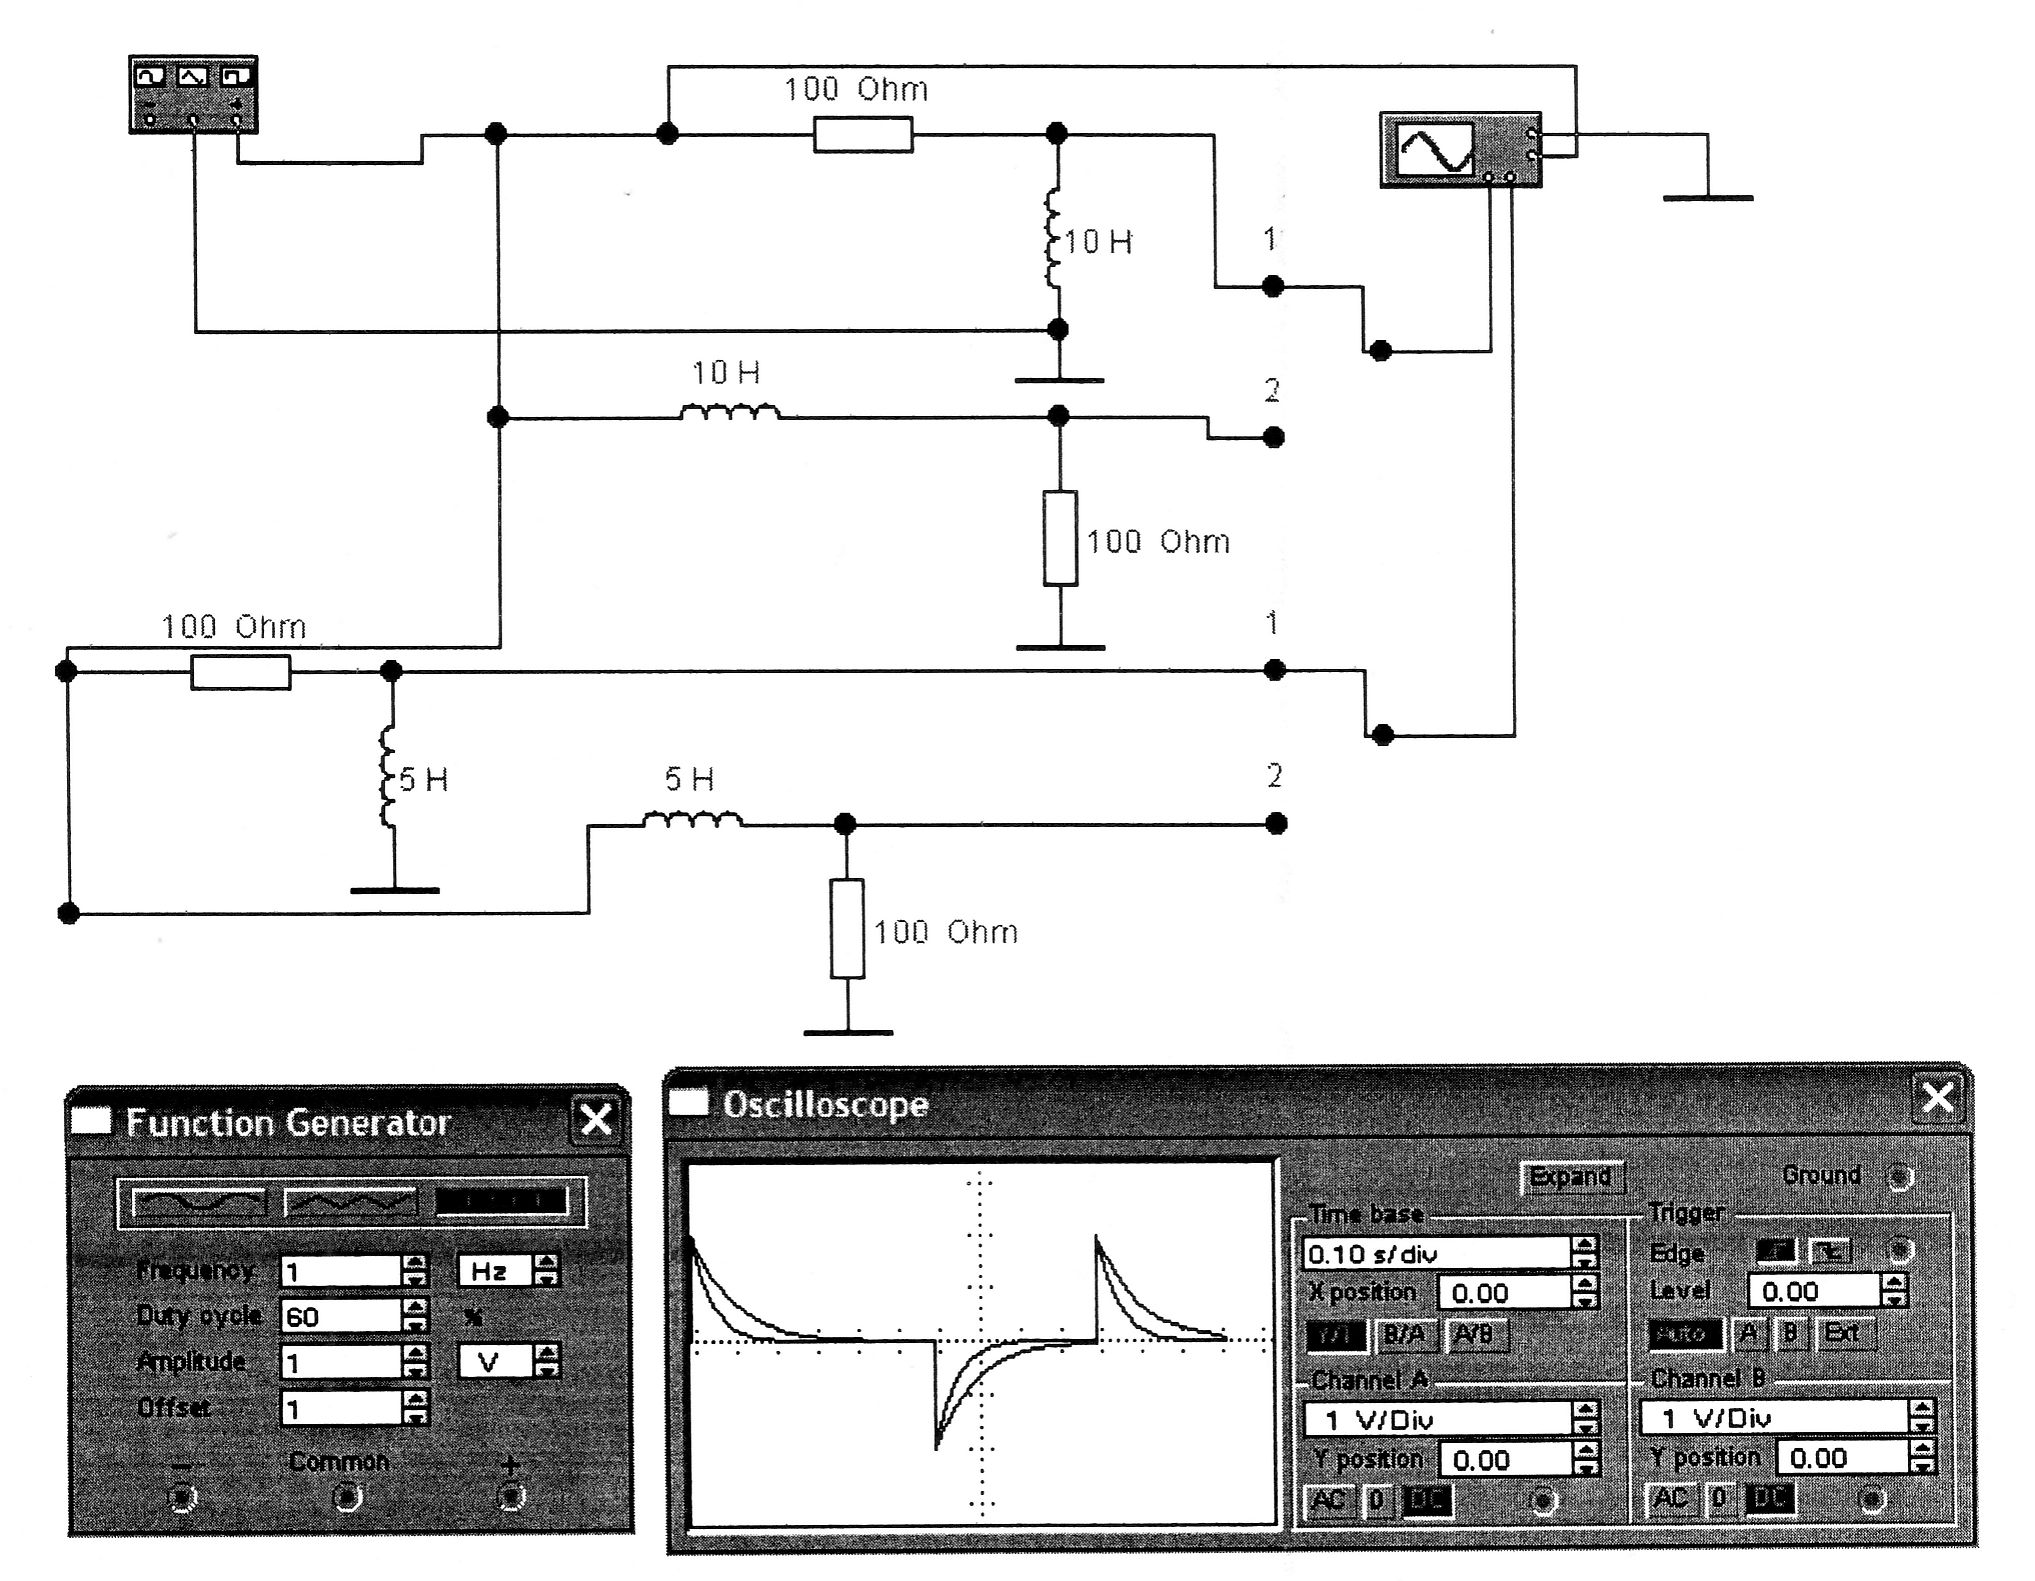 100 Ohm
10 H
1
10 H
2
100 Ohm
100 Ohm
1
5 H
5 H
2
100 Ohm
Function Generator
Frequency 1 Hz
Duty cycle 60 %
Amplitude 1 V
Offset 1
- Common +
Oscilloscope
Expand Ground
Time base Trigger
0.10 s/div Edge
X position 0.00 Level 0.00
Y/T B/A A/B Auto A B Ext
Channel A Channel B
1 V/Div 1 V/Div
Y position 0.00 Y position 0.00
AC 0 DC AC 0 DC